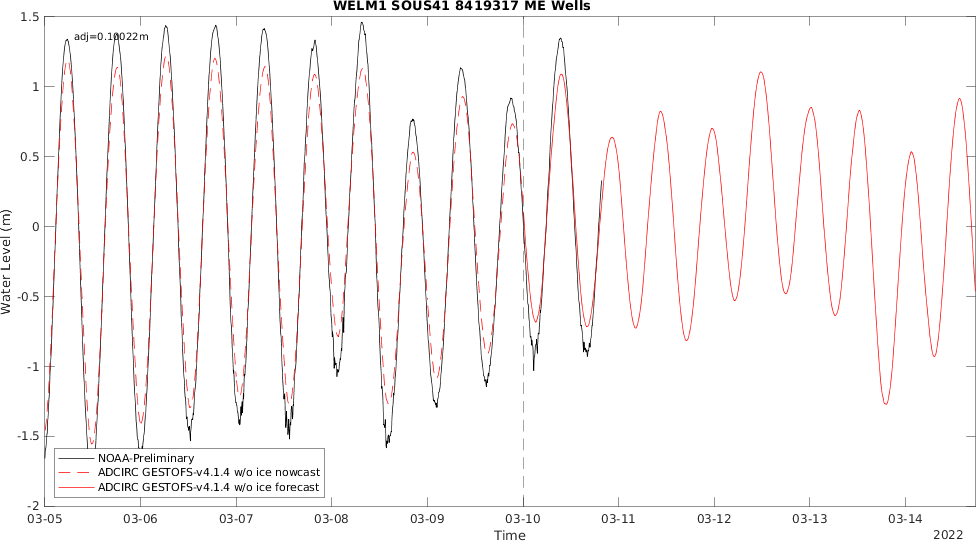 WELM1 SOUS41 8419317 ME Wells
adj=0.10022m
Water Level (m)
1.5
1
0.5
0
-0.5
-1
-1.5
-2
NOAA-Preliminary
ADCIRC GESTOFS-v4.1.4 w/o ice nowcast
ADCIRC GESTOFS-v4.1.4 w/o ice forecast
03-05 03-06 03-07 03-08 03-09 03-10 03-11 03-12 03-13 03-14
Time
2022